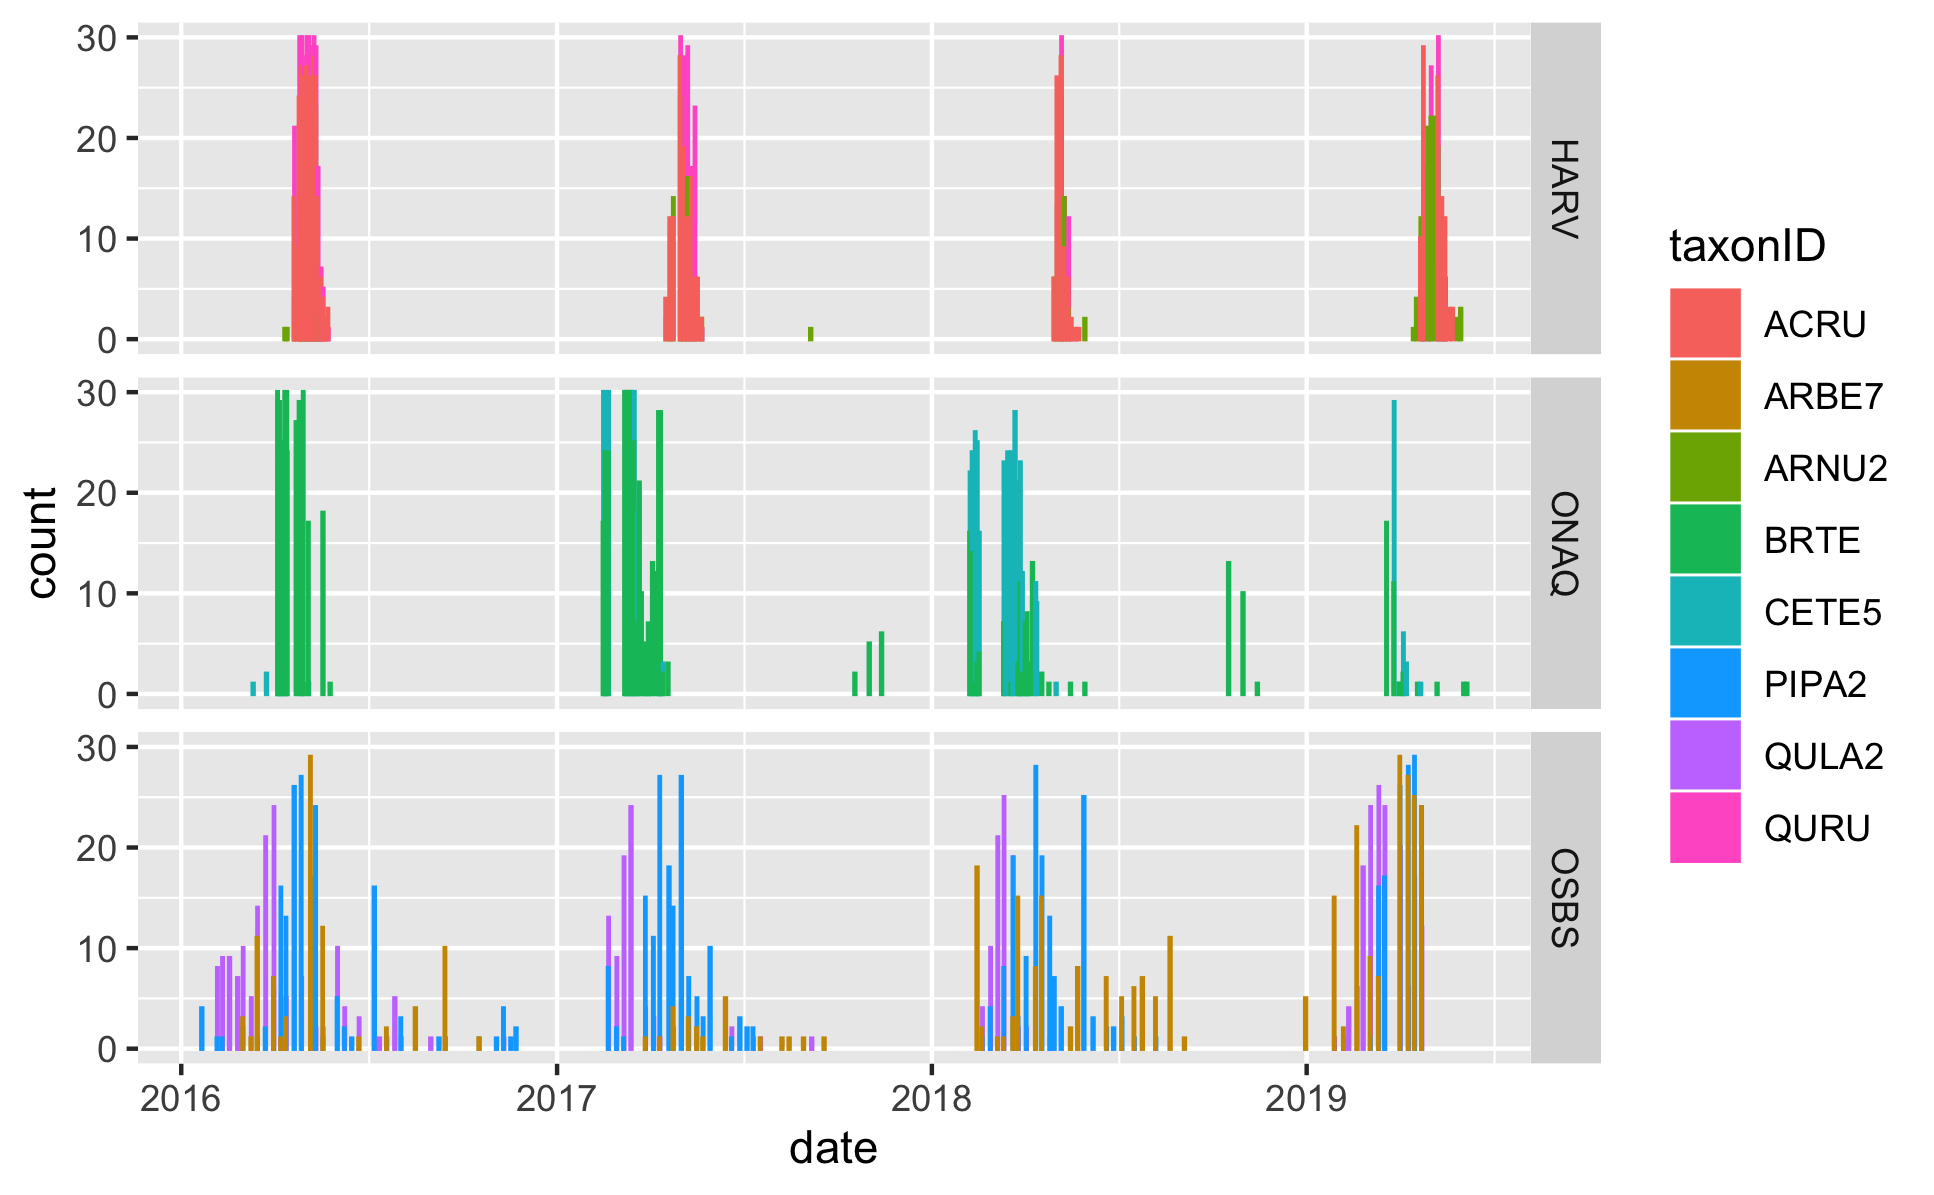 30
20
10
0
HARV
30
20
10
0
ONAQ
30
20
10
0
OSBS
count
2016
2017
2018
2019
date
taxonID
ACRU
ARBE7
ARNU2
BRTE
CETE5
PIPA2
QULA2
QURU